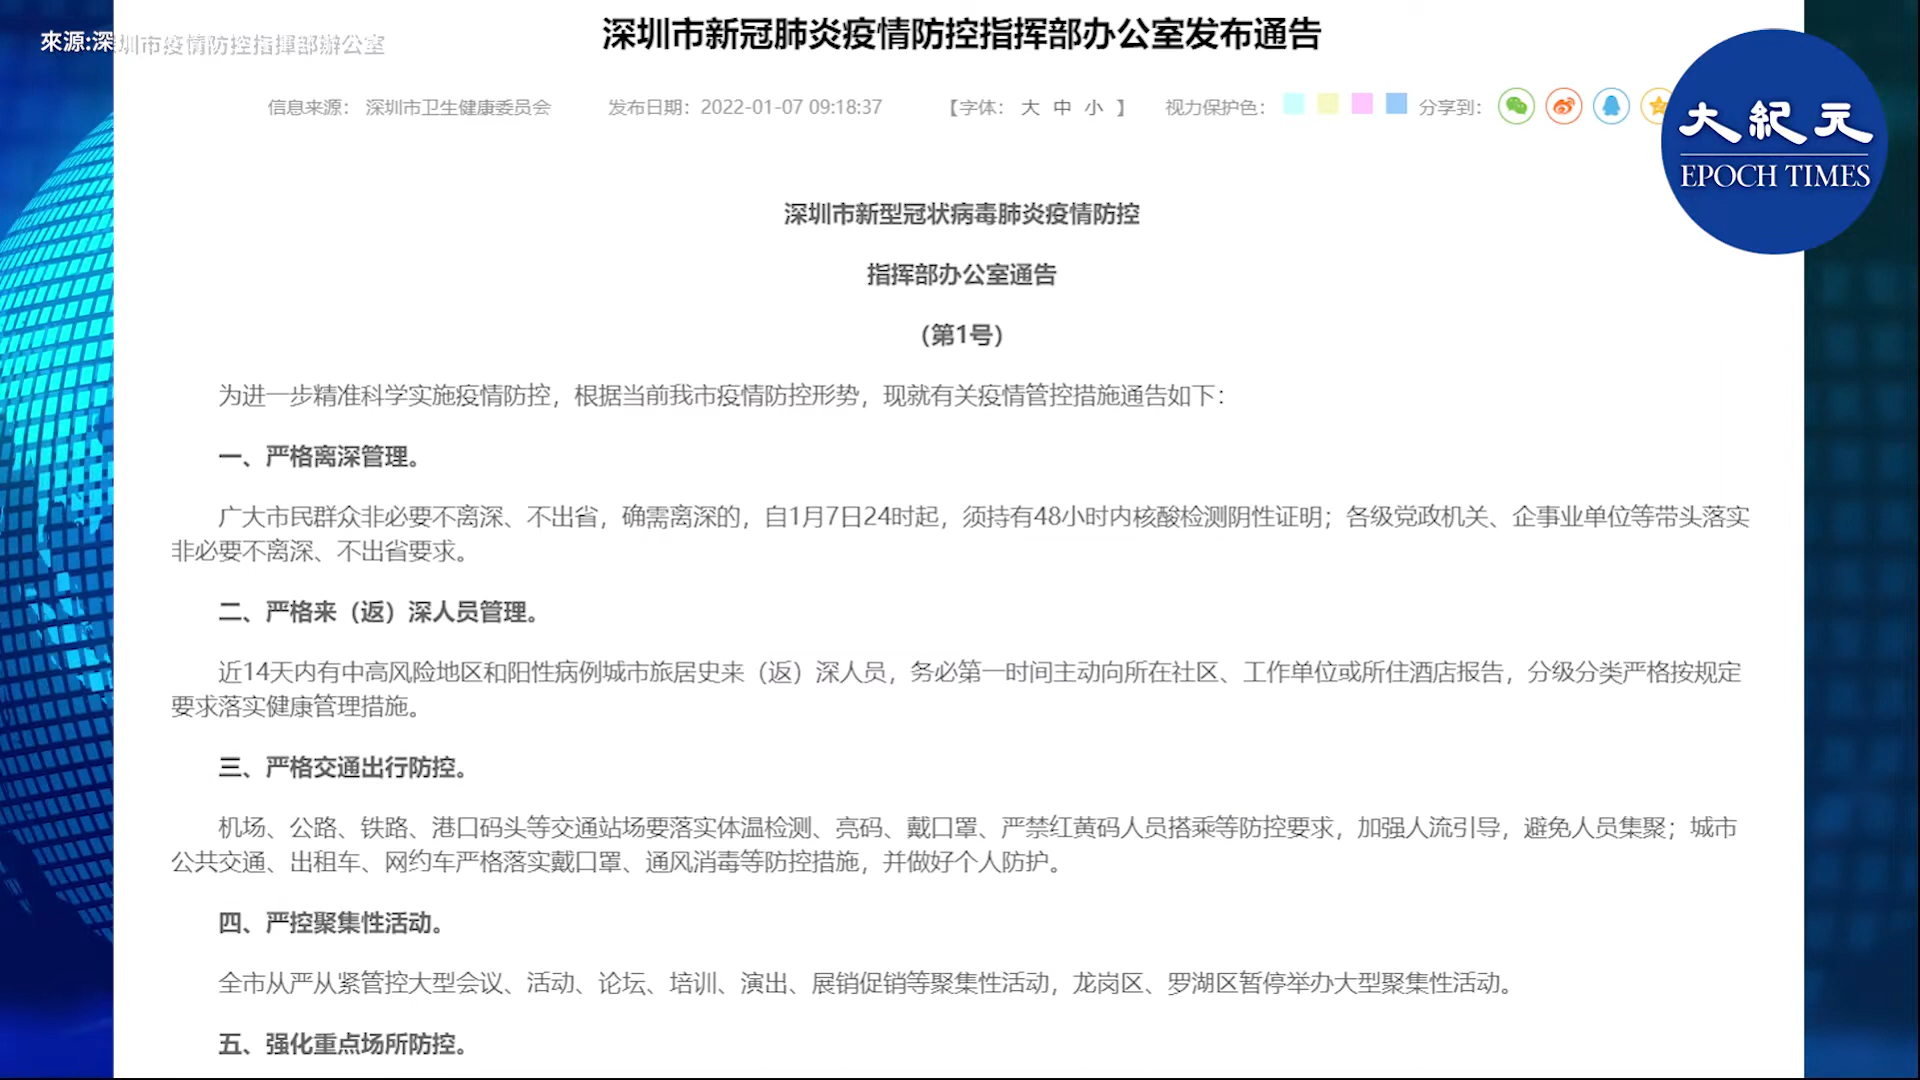 深圳市新冠肺炎疫情防控指挥部办公室发布通告
來源:深圳市疫情防控指揮部辦公室
信息来源： 深圳市卫生健康委员会 发布日期：2022-01-07 09:18:37 【字体： 大 中 小 】 视力保护色： 分享到：
大紀元
EPOCH TIMES
深圳市新型冠状病毒肺炎疫情防控
指挥部办公室通告
（第1号）
为进一步精准科学实施疫情防控，根据当前我市疫情防控形势，现就有关疫情管控措施通告如下：
一、严格离深管理。
广大市民群众非必要不离深、不出省，确需离深的，自1月7日24时起，须持有48小时内核酸检测阴性证明；各级党政机关、企事业单位等带头落实
非必要不离深、不出省要求。
二、严格来（返）深人员管理。
近14天内有中高风险地区和阳性病例城市旅居史来（返）深人员，务必第一时间主动向所在社区、工作单位或所住酒店报告，分级分类严格按规定
要求落实健康管理措施。
三、严格交通出行防控。
机场、公路、铁路、港口码头等交通站场要落实体温检测、亮码、戴口罩、严禁红黄码人员搭乘等防控要求，加强人流引导，避免人员集聚；城市
公共交通、出租车、网约车严格落实戴口罩、通风消毒等防控措施，并做好个人防护。
四、严控聚集性活动。
全市从严从紧管控大型会议、活动、论坛、培训、演出、展销促销等聚集性活动，龙岗区、罗湖区暂停举办大型聚集性活动。
五、强化重点场所防控。